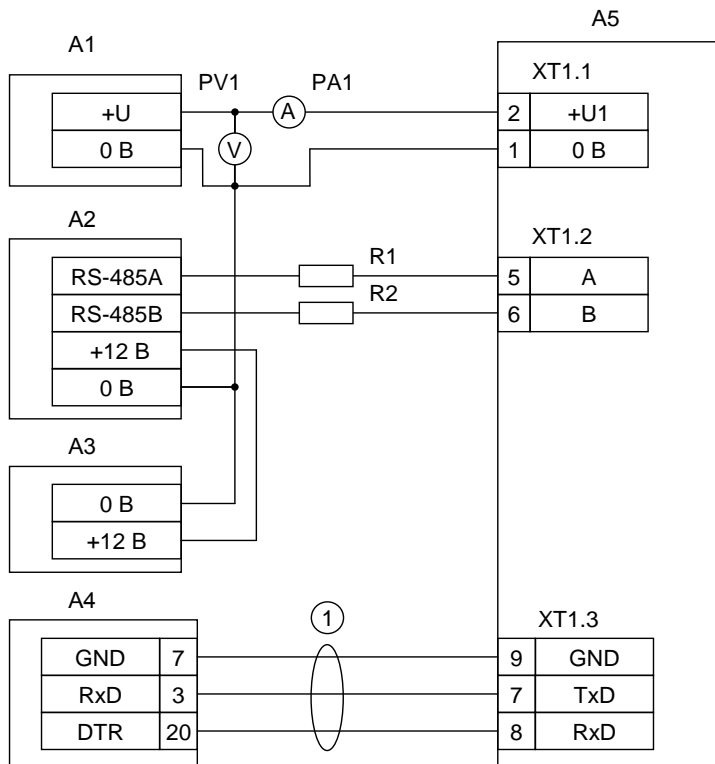 A5
A1
PV1
PA1
XT1.1
+U
A
2
+U1
0 В
V
1
0 В
A2
XT1.2
RS-485A
R1
5
A
RS-485B
R2
6
B
+12 В
0 В
A3
0 В
+12 В
A4
1
XT1.3
GND
7
9
GND
RxD
3
7
TxD
DTR
20
8
RxD